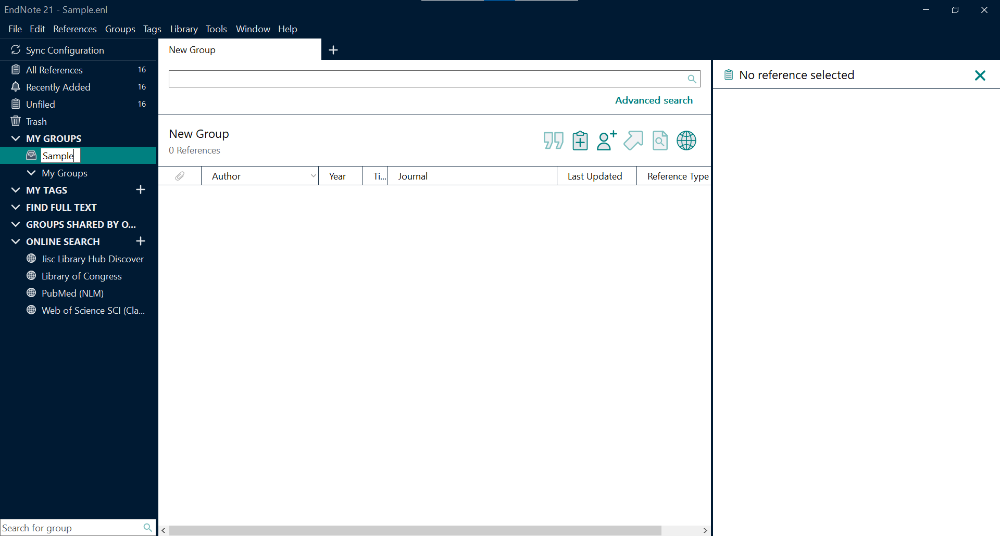 EndNote 21 - Sample.enl
File Edit References Groups Tags Library Tools Window Help
Sync Configuration
All References 16
Recently Added 16
Unfiled 16
Trash
MY GROUPS
Sample
My Groups
MY TAGS
FIND FULL TEXT
GROUPS SHARED BY O...
ONLINE SEARCH
Jisc Library Hub Discover
Library of Congress
PubMed (NLM)
Web of Science SCI (Cla...
Search for group
New Group
Advanced search
New Group
0 References
Author Year Ti... Journal Last Updated Reference Type
No reference selected